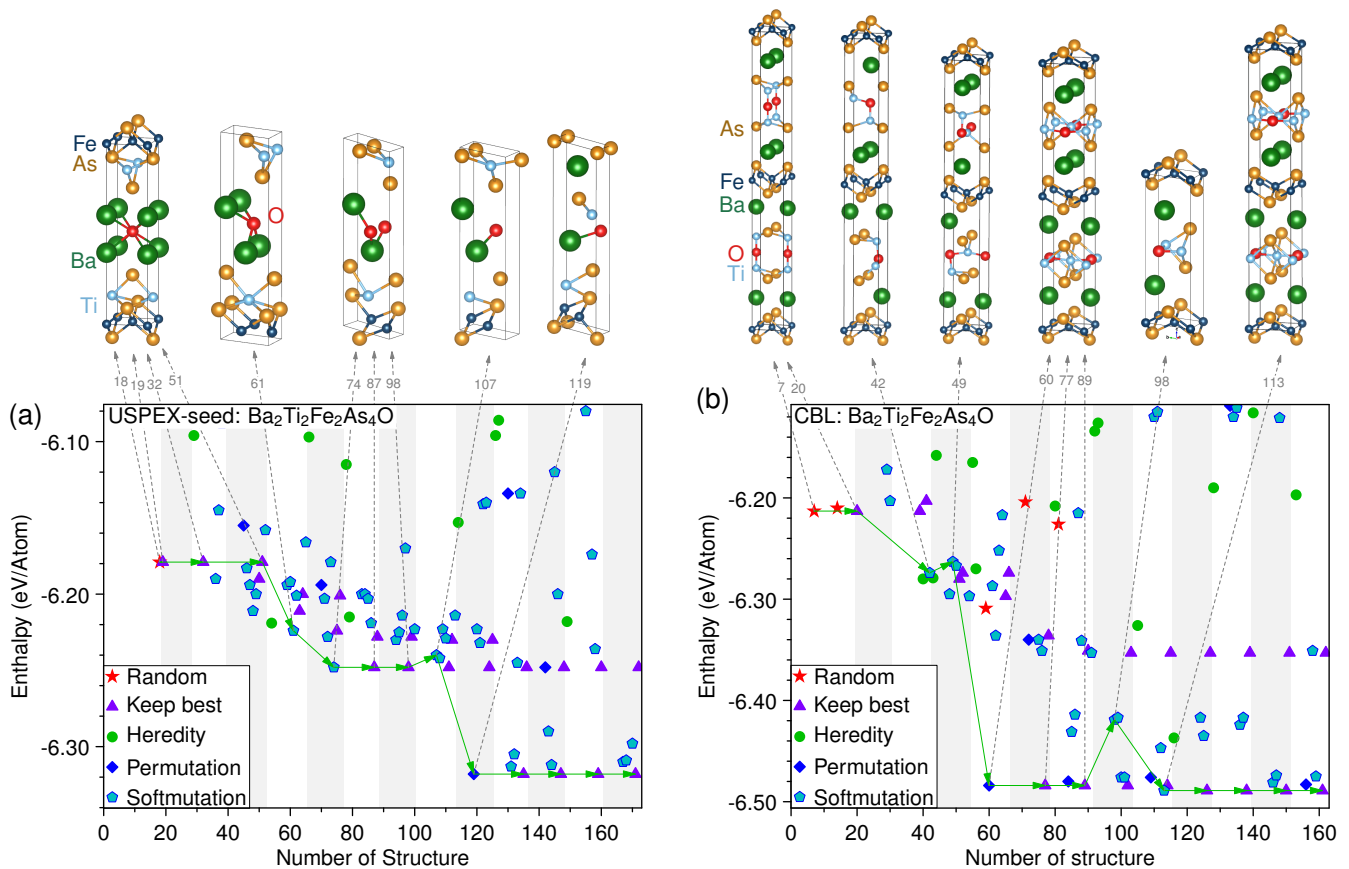 Fe
As
O
Ba
Ti
18
19
32
51
61
74
87
98
107
119
(a)
USPEX-seed: Ba₂Ti₂Fe₂As₄O
Enthalpy (eV/Atom)
-6.10
-6.20
-6.30
Random
Keep best
Heredity
Permutation
Softmutation
0
20
40
60
80
100
120
140
160
Number of Structure
As
Fe
Ba
O
Ti
7
20
42
49
60
77
89
98
113
(b)
CBL: Ba₂Ti₂Fe₂As₄O
Enthalpy (eV/Atom)
-6.20
-6.30
-6.40
-6.50
Random
Keep best
Heredity
Permutation
Softmutation
0
20
40
60
80
100
120
140
160
Number of structure